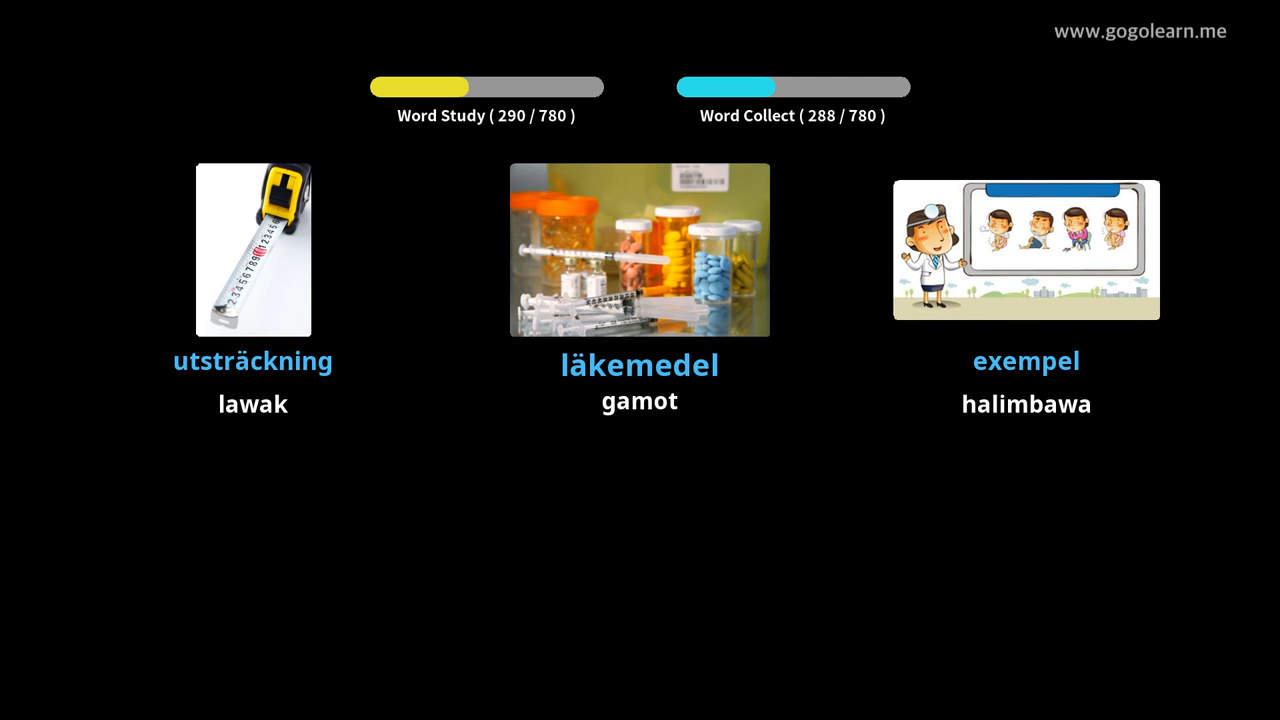 www.gogolearn.me
Word Study ( 290 / 780 )
Word Collect ( 288 / 780 )
utsträckning
läkemedel
exempel
lawak
gamot
halimbawa